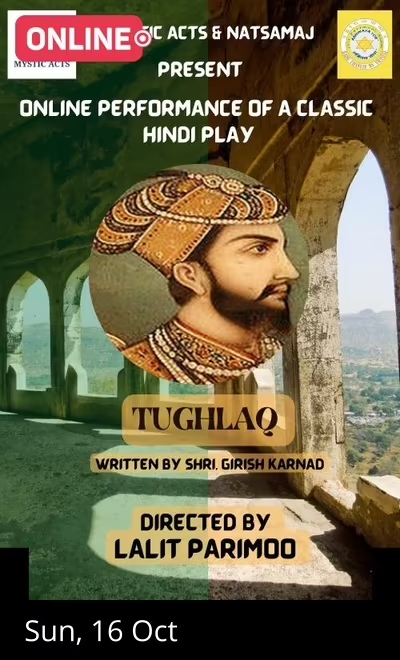 ONLINE
IC ACTS & NATSAMAJ
MYSTIC ACTS
PRESENT
ONLINE PERFORMANCE OF A CLASSIC
HINDI PLAY
TUGHLAQ
WRITTEN BY SHRI. GIRISH KARNAD
DIRECTED BY
LALIT PARIMOO
Sun, 16 Oct